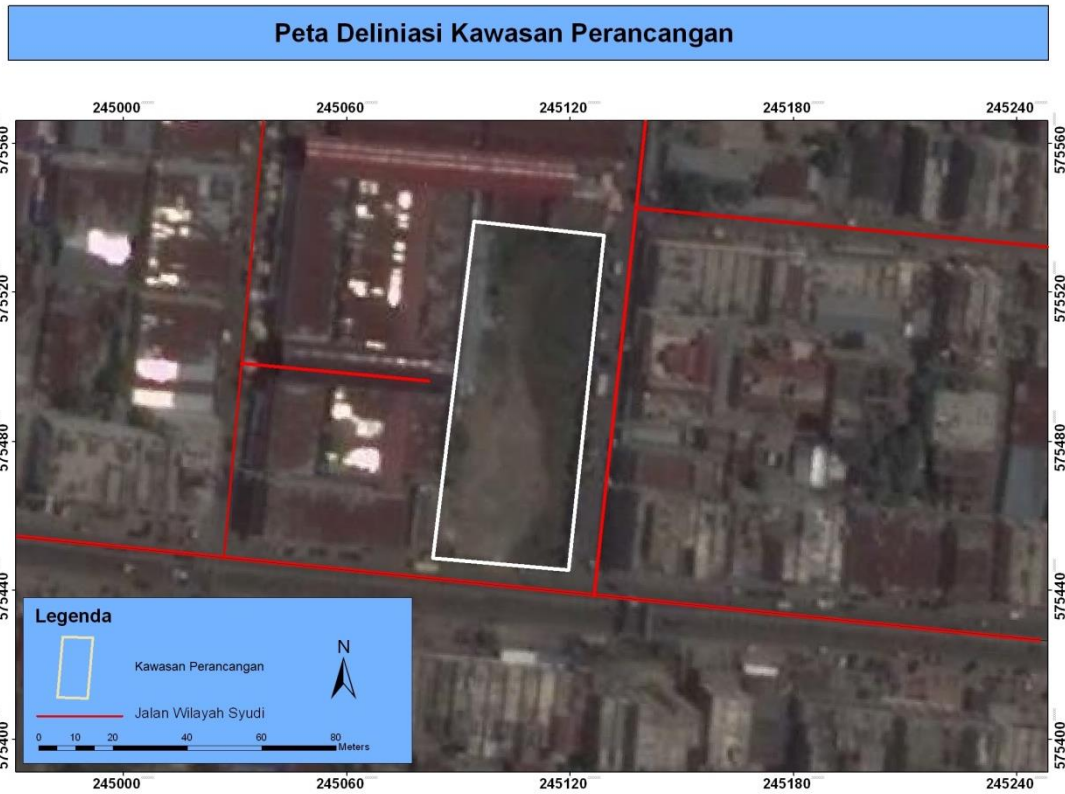 Peta Deliniasi Kawasan Perancangan
245000 245060 245120 245180 245240
575560 575560
575520 575520
575480 575480
575440 575440
575400 575400
Legenda
Kawasan Perancangan
N
Jalan Wilayah Syudi
0 10 20 40 60 80
Meters
245000 245060 245120 245180 245240